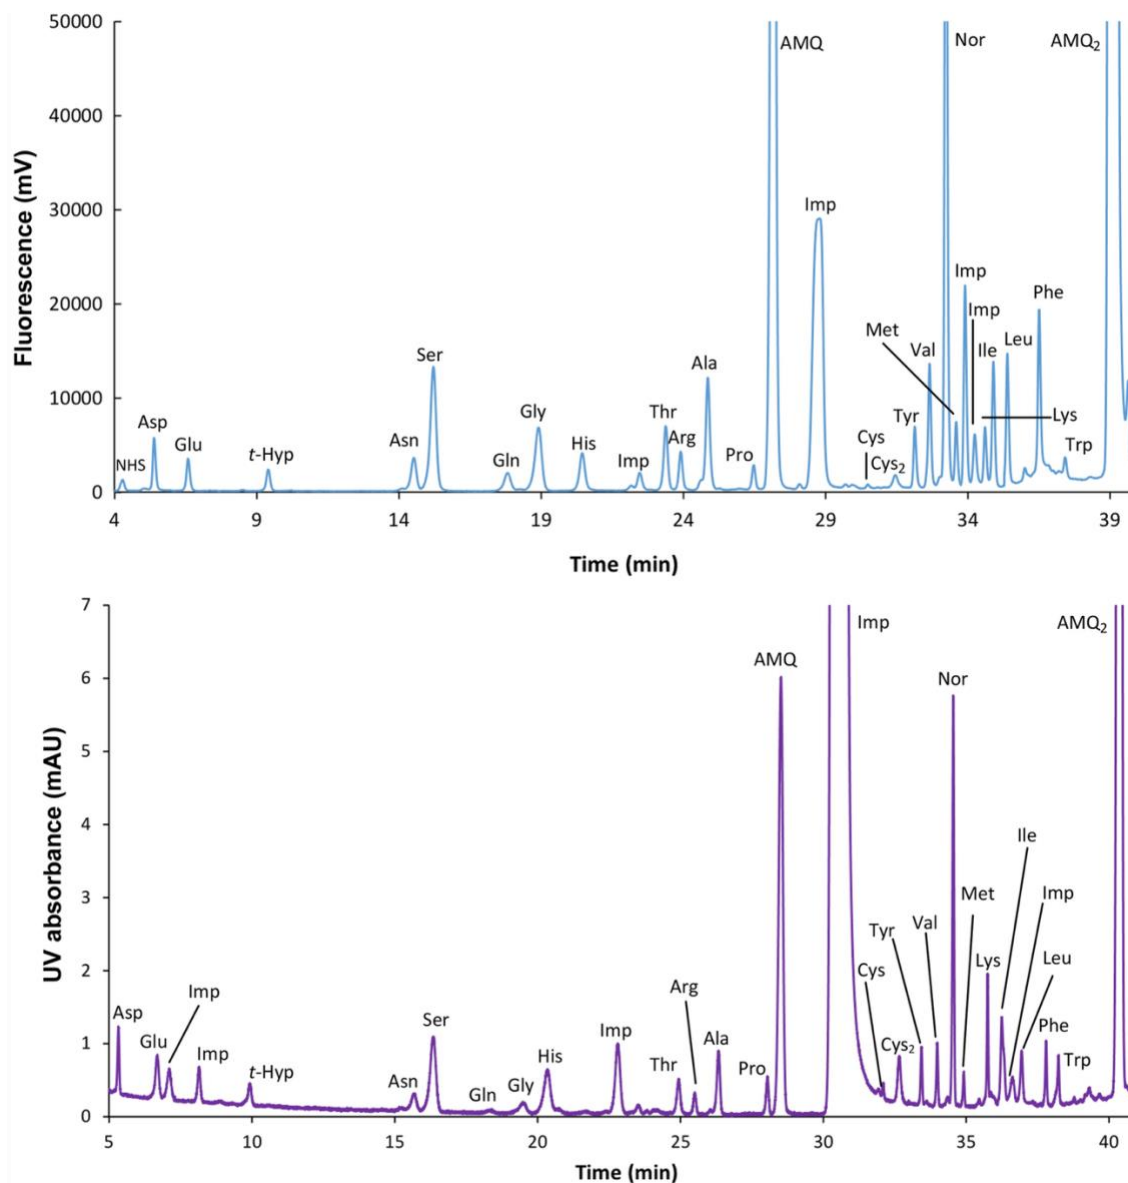 50000
AMQ
Nor
AMQ₂
40000
30000
Imp
Fluorescence (mV)
20000
Imp
Phe
Imp
Met
Val
Ile
Leu
Ser
Ala
10000
Asp
Glu
NHS
t-Hyp
Asn
Gln
Gly
His
Imp
Thr
Arg
Pro
Cys
Cys₂
Tyr
Lys
Trp
0
4 9 14 19 24 29 34 39
Time (min)
7
Imp
AMQ₂
6
AMQ
Nor
5
UV absorbance (mAU)
4
Ile
3
Met
Imp
Val
Tyr
Leu
2
Cys
Lys
Arg
Imp
Asp
Ser
Imp
Ala
Phe
1
Glu
Imp
t-Hyp
Asn
Gln
Gly
His
Thr
Pro
Cys₂
Trp
0
5 10 15 20 25 30 35 40
Time (min)